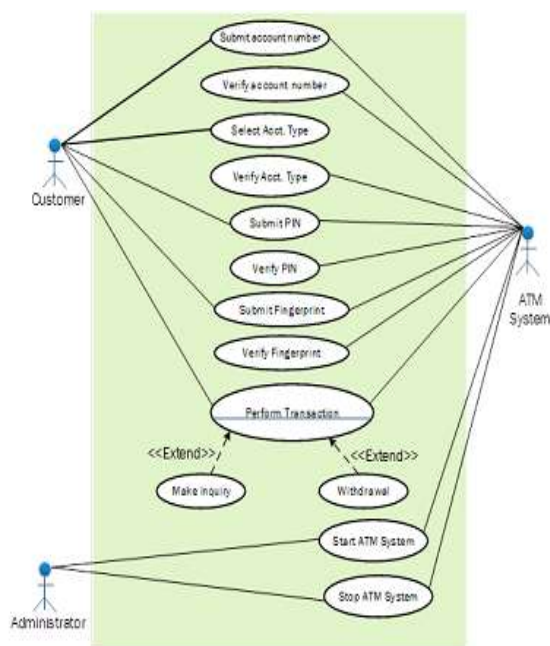 Submit account number
Verify account number
Select Acct. Type
Customer
Verify Acct. Type
Submit PIN
ATM
System
Verify PIN
Submit Fingerprint
Verify Fingerprint
Perform Transaction
<<Extend>>
<<Extend>>
Make inquiry
Withdrawal
Start ATM System
Stop ATM System
Administrator